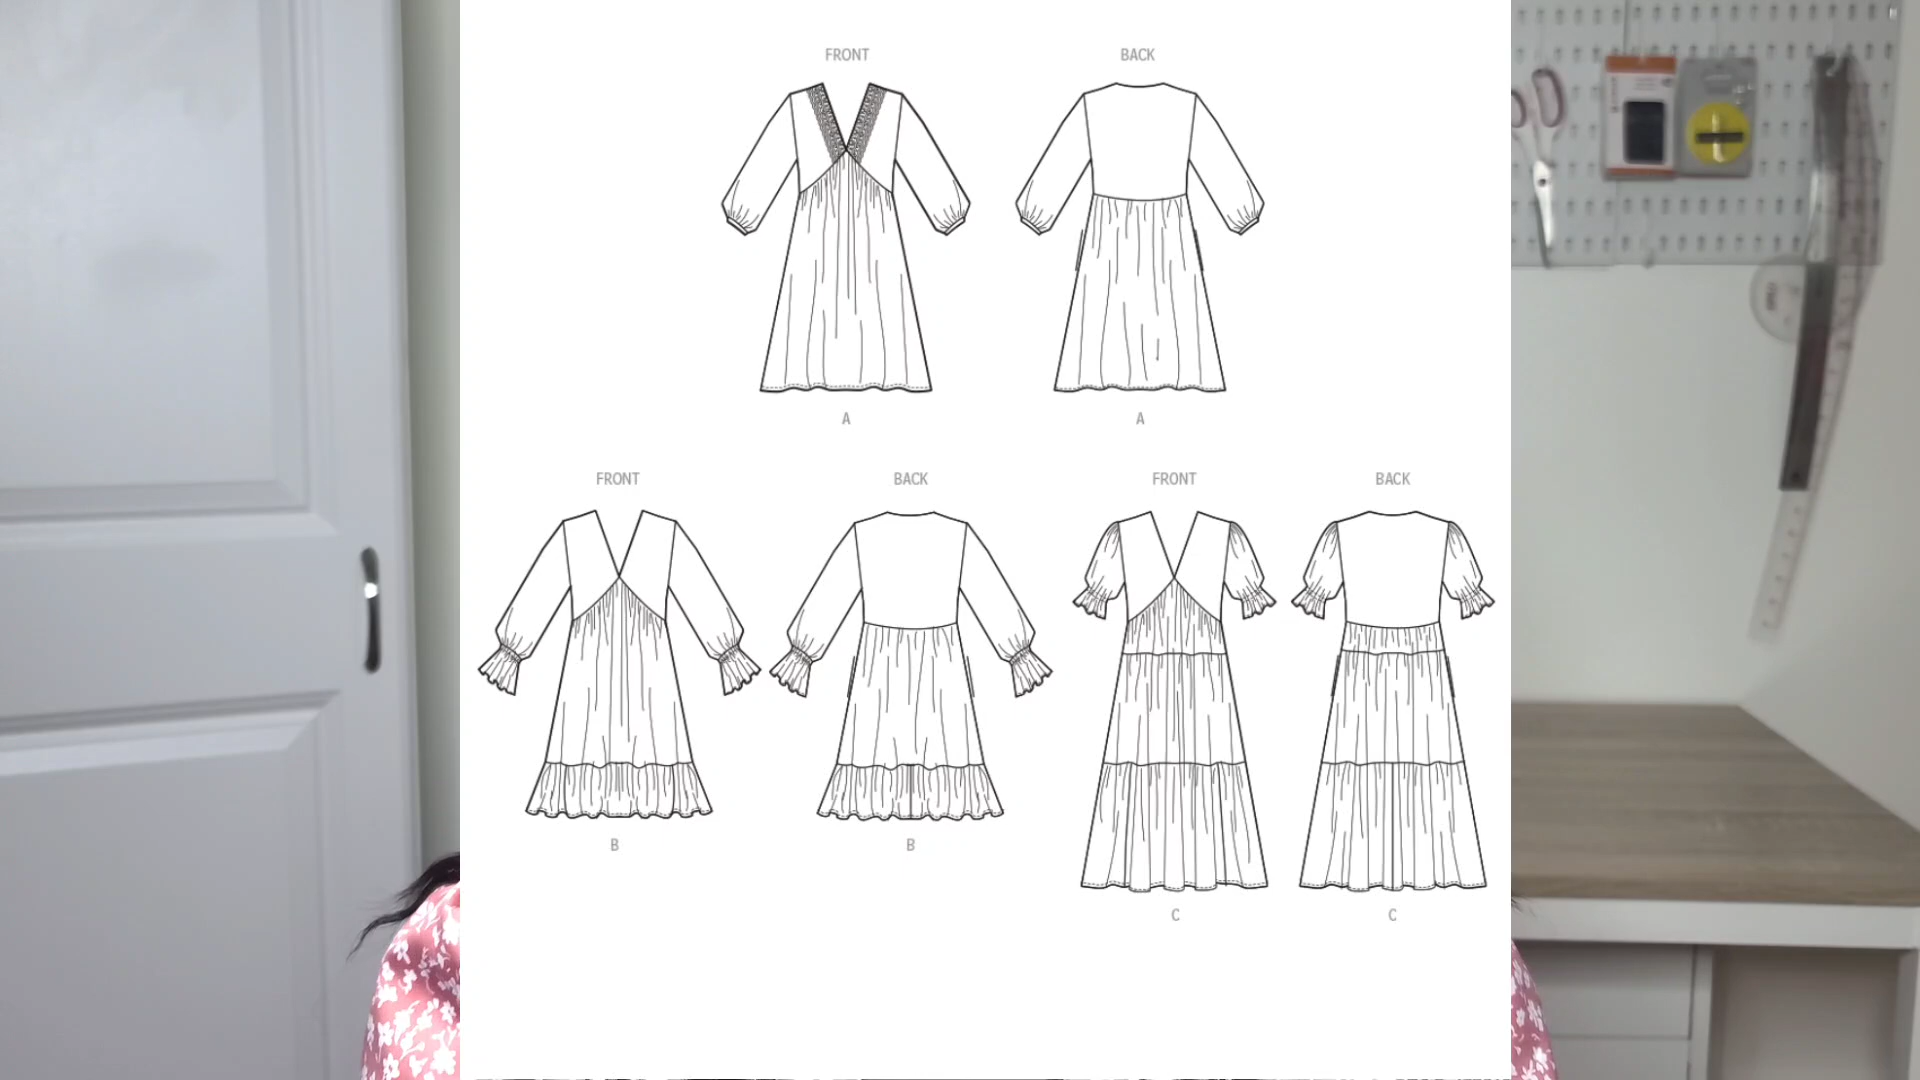 FRONT BACK
A A
FRONT BACK FRONT BACK
B B
C C